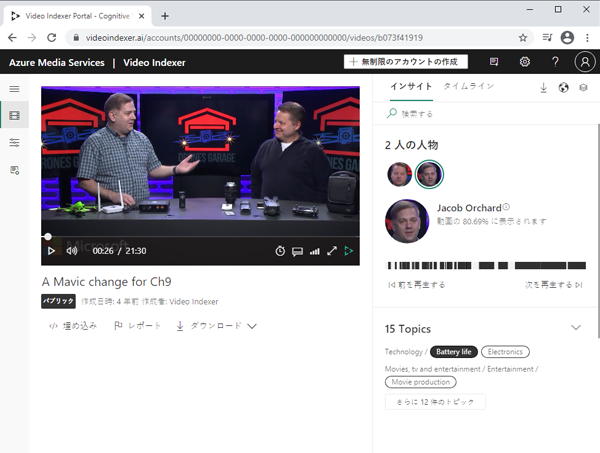 Video Indexer Portal - Cognitive
videoindexer.ai/accounts/00000000-0000-0000-0000-000000000000/videos/b073f41919
Azure Media Services | Video Indexer
無制限のアカウントの作成
インサイト タイムライン
検索する
2 人の人物
Jacob Orchard
動画の 80.69% に表示されます
前を再生する 次を再生する
15 Topics
Technology / Battery life Electronics
Movies, tv and entertainment / Entertainment /
Movie production
さらに 12 件のトピック
DRONES GARAGE
DRONES GARAGE
Microsoft
00:26 / 21:30
A Mavic change for Ch9
パブリック 作成日時: 4 年前 作成者: Video Indexer
埋め込み レポート ダウンロード